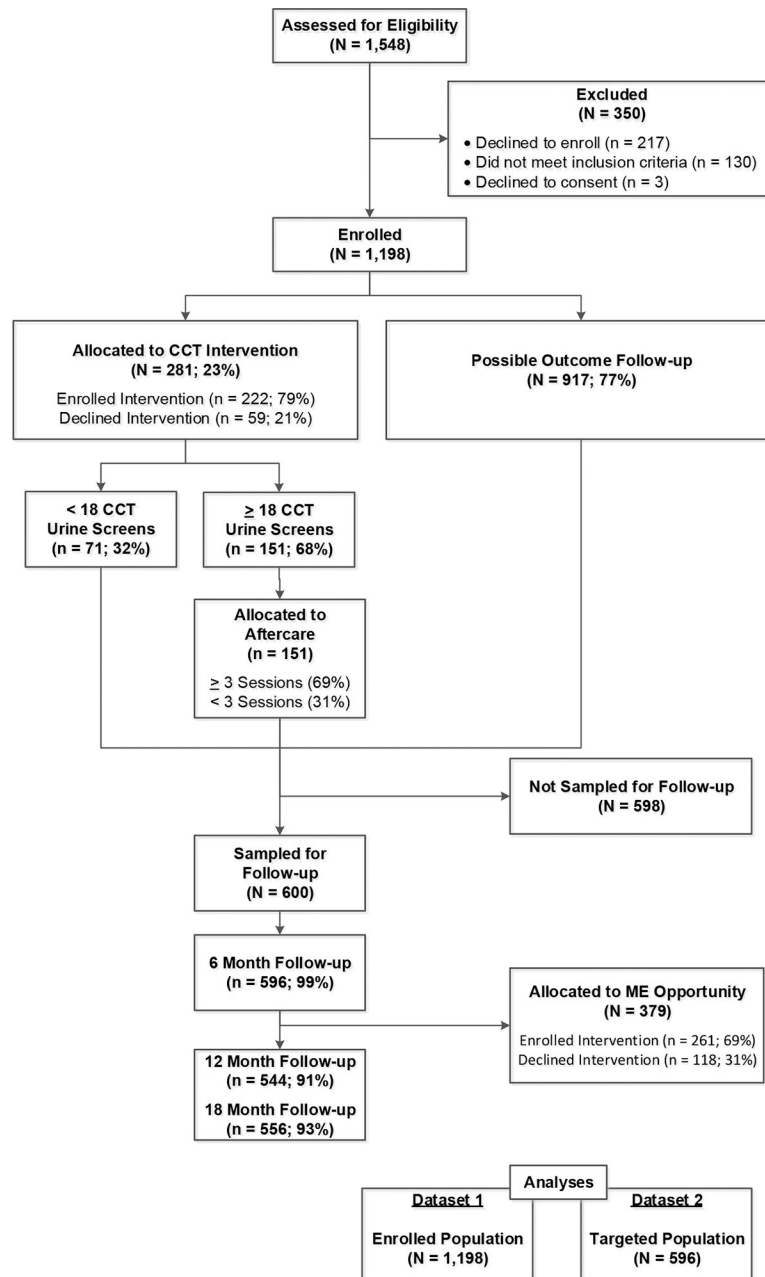 Assessed for Eligibility
(N = 1,548)
Excluded
(N = 350)
• Declined to enroll (n = 217)
• Did not meet inclusion criteria (n = 130)
• Declined to consent (n = 3)
Enrolled
(N = 1,198)
Allocated to CCT Intervention
(N = 281; 23%)
Enrolled Intervention (n = 222; 79%)
Declined Intervention (n = 59; 21%)
Possible Outcome Follow-up
(N = 917; 77%)
< 18 CCT
Urine Screens
(n = 71; 32%)
≥ 18 CCT
Urine Screens
(n = 151; 68%)
Allocated to
Aftercare
(n = 151)
≥ 3 Sessions (69%)
< 3 Sessions (31%)
Not Sampled for Follow-up
(N = 598)
Sampled for
Follow-up
(N = 600)
6 Month Follow-up
(n = 596; 99%)
Allocated to ME Opportunity
(N = 379)
Enrolled Intervention (n = 261; 69%)
Declined Intervention (n = 118; 31%)
12 Month Follow-up
(n = 544; 91%)
18 Month Follow-up
(n = 556; 93%)
Analyses
Dataset 1
Enrolled Population
(N = 1,198)
Dataset 2
Targeted Population
(N = 596)